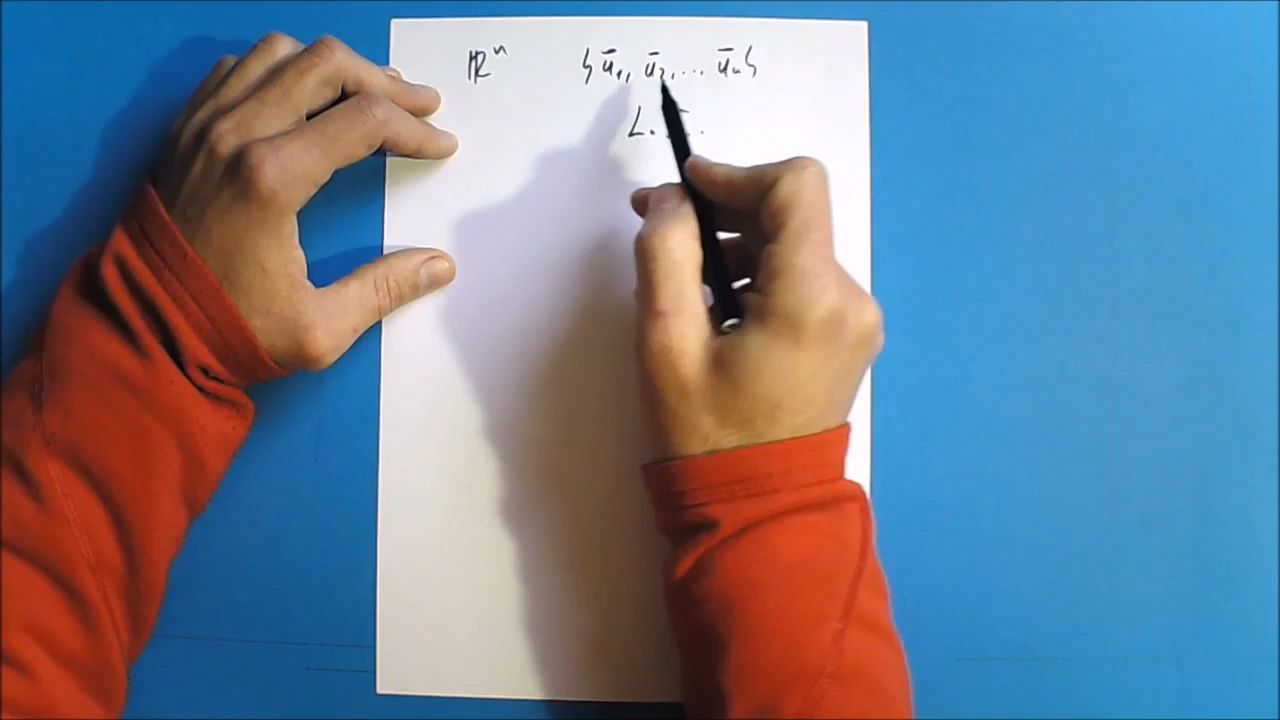 ℝⁿ {ū₁, ū₂, ... ūₙ}
L. I.